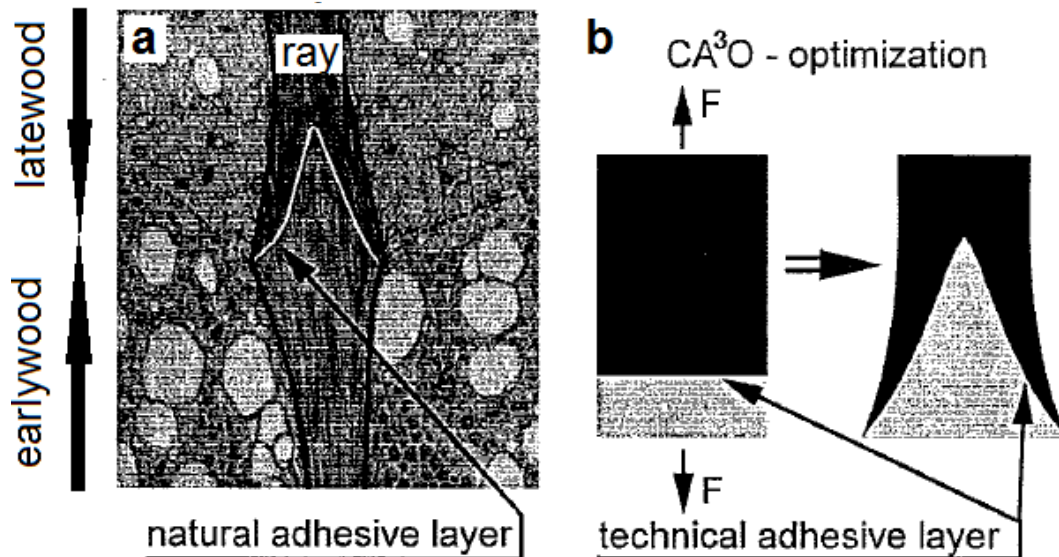 a
ray
latewood
earlywood
natural adhesive layer
b
CA³O - optimization
F
F
technical adhesive layer